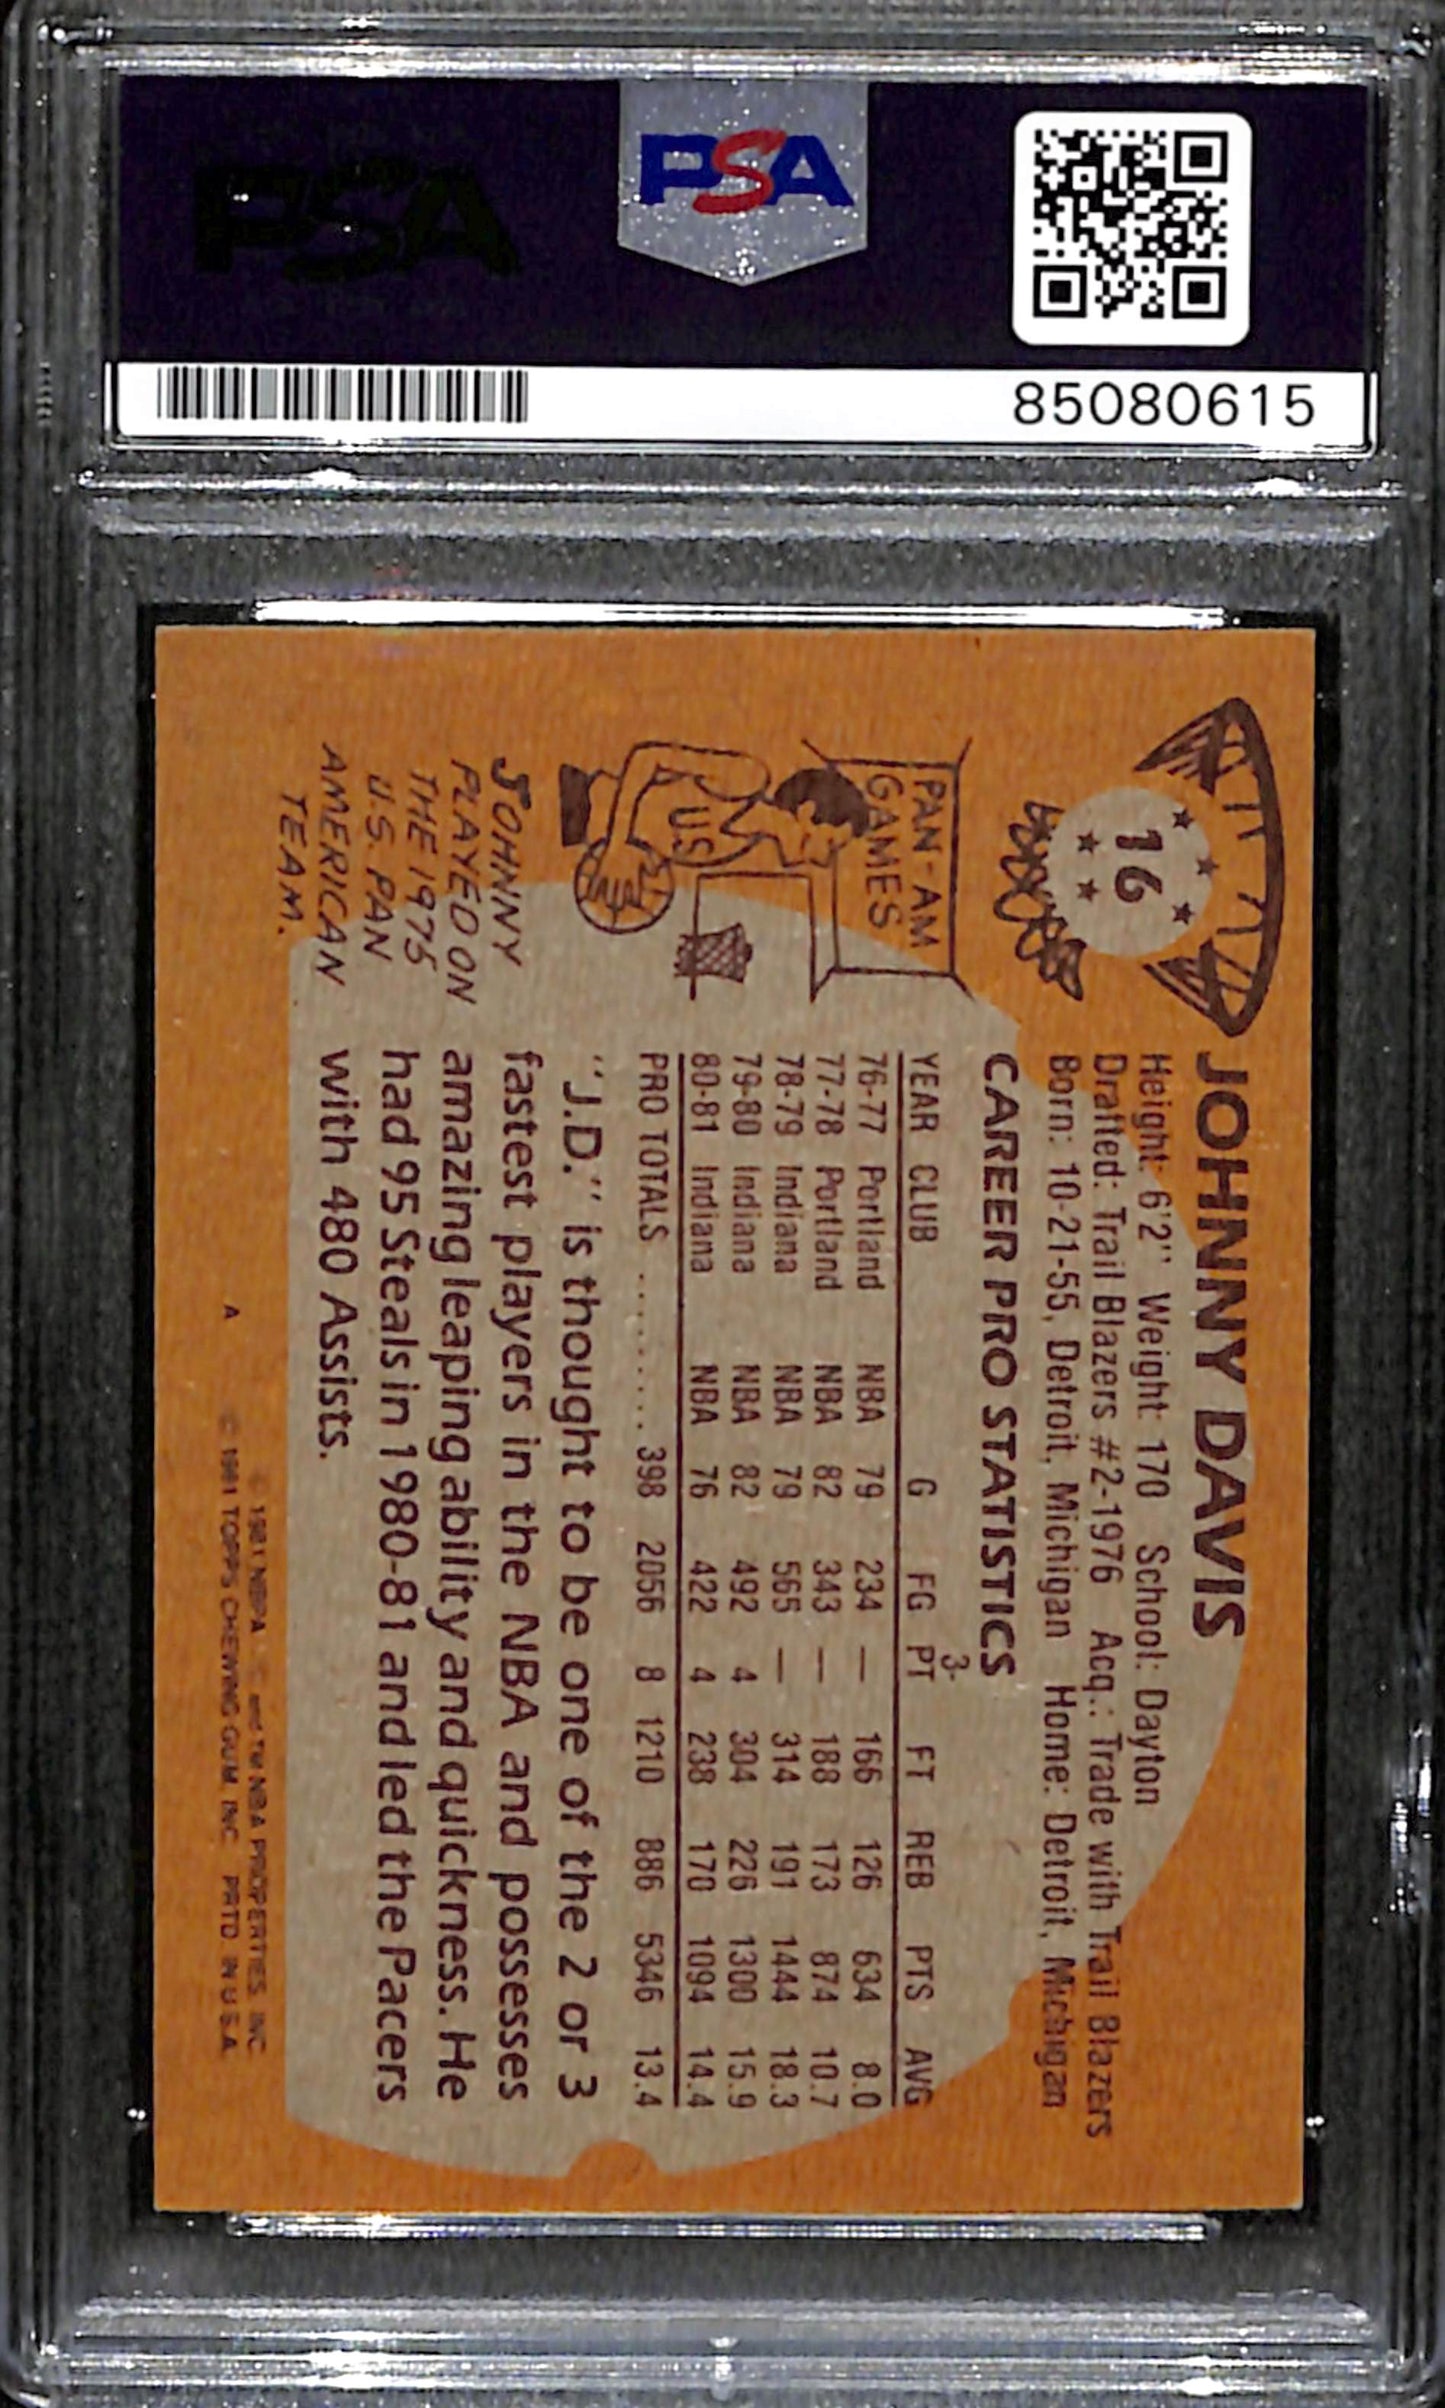 PSA
PSA
85080615
16
JOHNNY DAVIS
Height: 6'2" Weight: 170 School: Dayton
Drafted: Trail Blazers #2-1976 Acq.: Trade with Trail Blazers
Born: 10-21-55, Detroit, Michigan Home: Detroit, Michigan
CAREER PRO STATISTICS
YEAR CLUB G FG 3-PT FT REB PTS AVG
76-77 Portland NBA 79 234 — 166 126 634 8.0
77-78 Portland NBA 82 343 — 188 173 874 10.7
78-79 Indiana NBA 79 565 — 314 191 1444 18.3
79-80 Indiana NBA 82 492 4 304 226 1300 15.9
80-81 Indiana NBA 76 422 4 238 170 1094 14.4
PRO TOTALS .......... 398 2056 8 1210 886 5346 13.4
"J.D." is thought to be one of the 2 or 3
fastest players in the NBA and possesses
amazing leaping ability and quickness. He
had 95 Steals in 1980-81 and led the Pacers
with 480 Assists.
PAN-AM
GAMES
U.S.
JOHNNY
PLAYED ON
THE 1975
U.S. PAN
AMERICAN
TEAM.
© 1981 NBPA and TM NBA PROPERTIES, INC.
A © 1981 TOPPS CHEWING GUM, INC. PRTD. IN U.S.A.